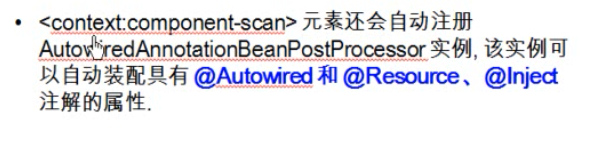 • <context:component-scan> 元素还会自动注册
AutowiredAnnotationBeanPostProcessor 实例, 该实例可
以自动装配具有 @Autowired 和 @Resource 、@Inject
注解的属性.